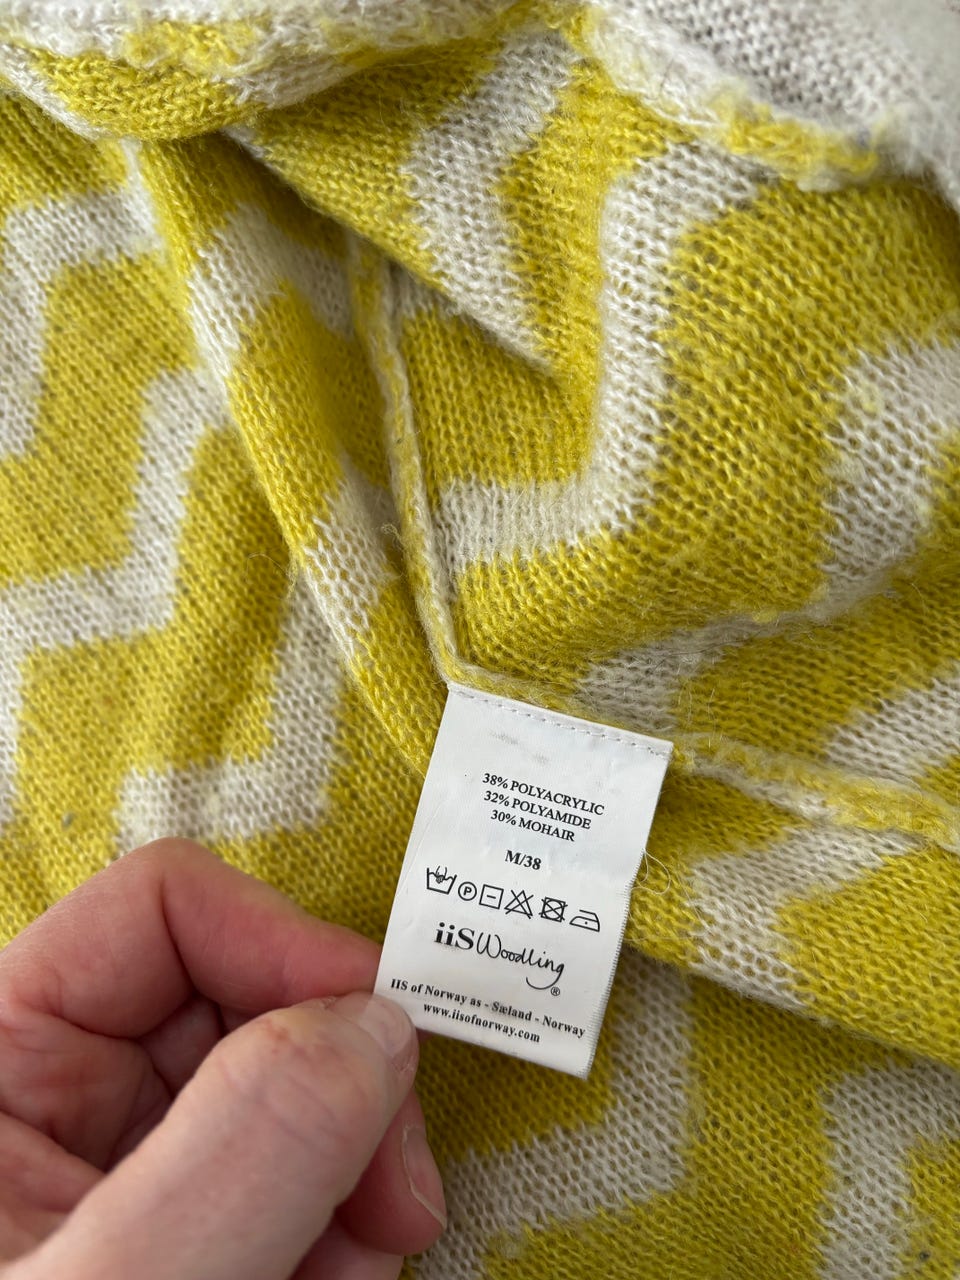 38% POLYACRYLIC
32% POLYAMIDE
30% MOHAIR
M/38
P
iiS Woodling ®
IIS of Norway as - Sæland - Norway
www.iisofnorway.com